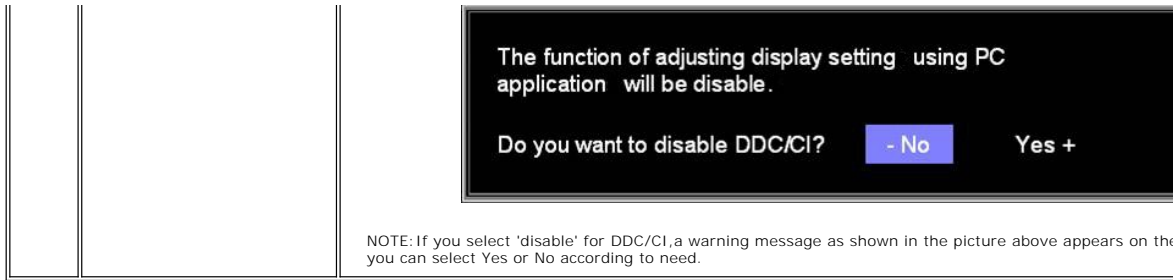 The function of adjusting display setting using PC
application will be disable.
Do you want to disable DDC/CI? - No Yes +
NOTE:If you select 'disable' for DDC/CI,a warning message as shown in the picture above appears on the
you can select Yes or No according to need.